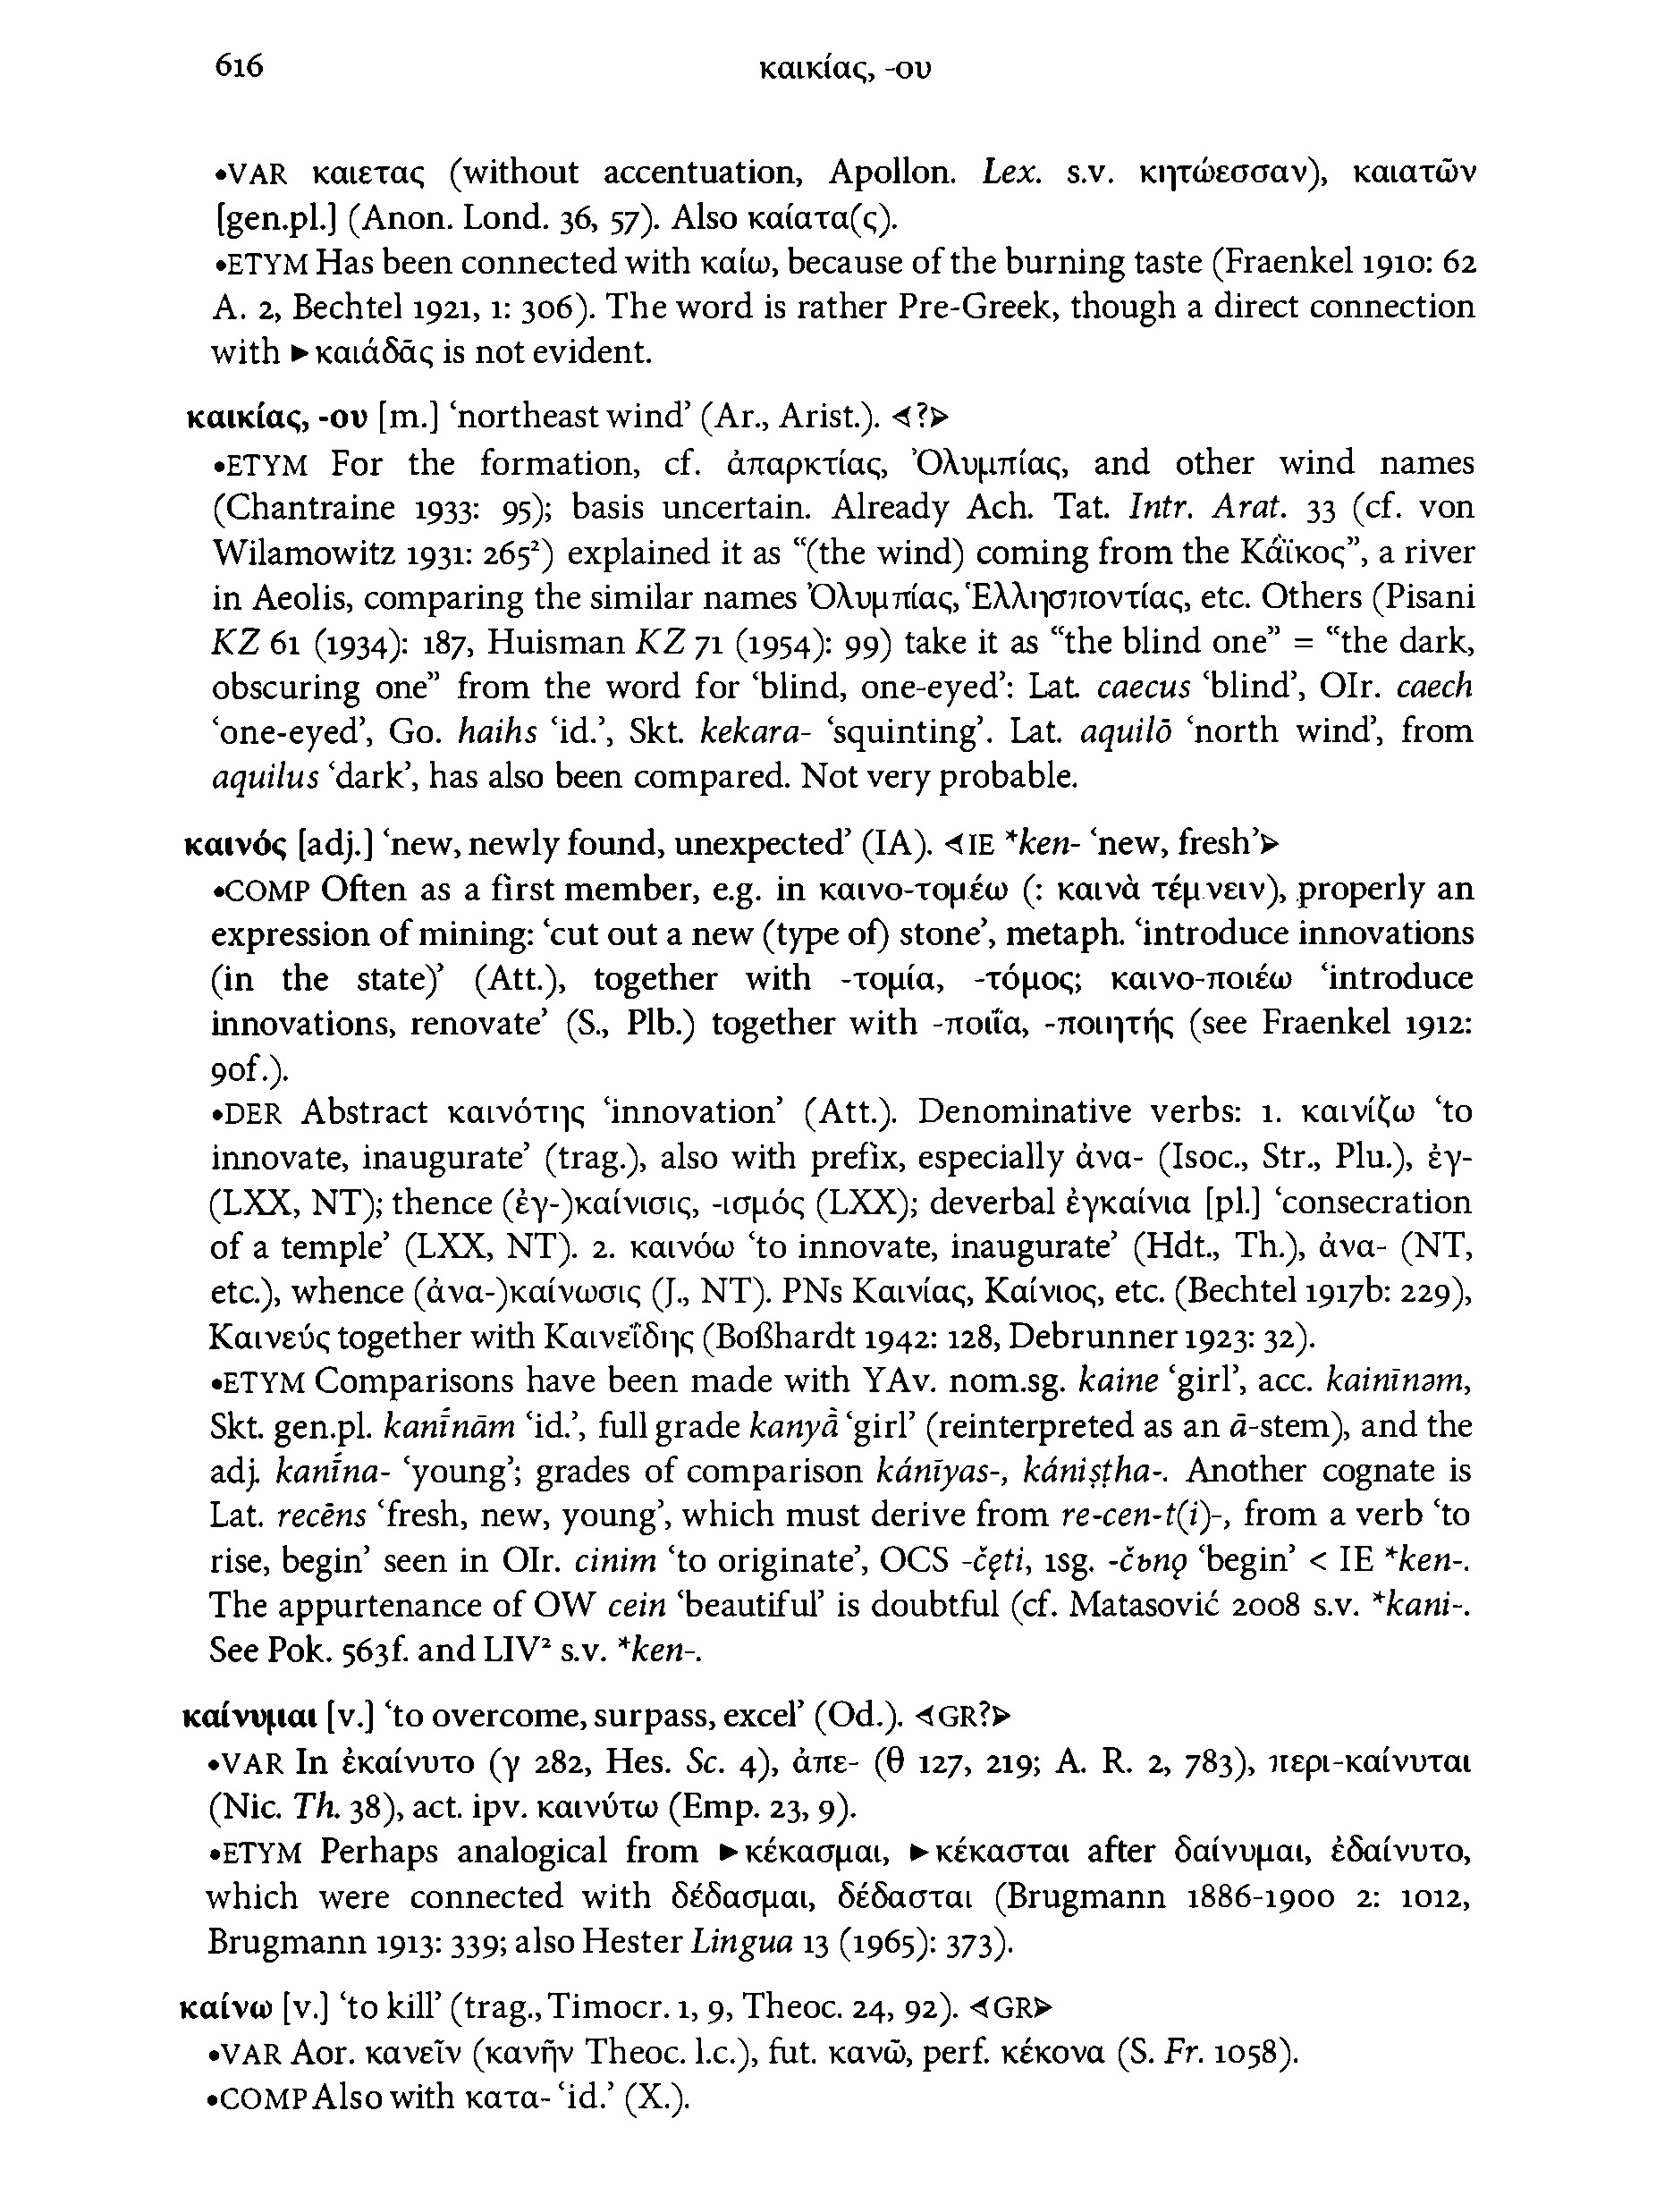 616
καικίας, -ου
•VAR καιετας (without accentuation, Apollon. Lex. s.v. κητώεσσαν), καιατῶν
[gen.pl.] (Anon. Lond. 36, 57). Also καίατα(ς).
•ETYM Has been connected with καίω, because of the burning taste (Fraenkel 1910: 62
A. 2, Bechtel 1921, 1: 306). The word is rather Pre-Greek, though a direct connection
with ►καιάδᾱς is not evident.
καικίας, -ου [m.] ‘northeast wind’ (Ar., Arist.). ◄?►
•ETYM For the formation, cf. ἀπαρκτίας, Ὀλυμπίας, and other wind names
(Chantraine 1933: 95); basis uncertain. Already Ach. Tat. Intr. Arat. 33 (cf. von
Wilamowitz 1931: 265²) explained it as “(the wind) coming from the Κάϊκος”, a river
in Aeolis, comparing the similar names Ὀλυμπίας, Ἑλλησποντίας, etc. Others (Pisani
KZ 61 (1934): 187, Huisman KZ 71 (1954): 99) take it as “the blind one” = “the dark,
obscuring one” from the word for ‘blind, one-eyed’: Lat. caecus ‘blind’, OIr. caech
‘one-eyed’, Go. haihs ‘id.’, Skt. kekara- ‘squinting’. Lat. aquilō ‘north wind’, from
aquilus ‘dark’, has also been compared. Not very probable.
καινός [adj.] ‘new, newly found, unexpected’ (IA). ◄IE *ken- ‘new, fresh’►
•COMP Often as a first member, e.g. in καινο-τομέω (: καινὰ τέμνειν), properly an
expression of mining: ‘cut out a new (type of) stone’, metaph. ‘introduce innovations
(in the state)’ (Att.), together with -τομία, -τόμος; καινο-ποιέω ‘introduce
innovations, renovate’ (S., Plb.) together with -ποιΐα, -ποιητής (see Fraenkel 1912:
90f.).
•DER Abstract καινότης ‘innovation’ (Att.). Denominative verbs: 1. καινίζω ‘to
innovate, inaugurate’ (trag.), also with prefix, especially ἀνα- (Isoc., Str., Plu.), ἐγ-
(LXX, NT); thence (ἐγ-)καίνισις, -ισμός (LXX); deverbal ἐγκαίνια [pl.] ‘consecration
of a temple’ (LXX, NT). 2. καινόω ‘to innovate, inaugurate’ (Hdt., Th.), ἀνα- (NT,
etc.), whence (ἀνα-)καίνωσις (J., NT). PNs Καινίας, Καίνιος, etc. (Bechtel 1917b: 229),
Καινεύς together with Καινεΐδης (Boßhardt 1942: 128, Debrunner 1923: 32).
•ETYM Comparisons have been made with YAv. nom.sg. kaine ‘girl’, acc. kainīnəm,
Skt. gen.pl. kanī́nām ‘id.’, full grade kanyā̀ ‘girl’ (reinterpreted as an ā-stem), and the
adj. kanī́na- ‘young’; grades of comparison kánīyas-, kániṣṭha-. Another cognate is
Lat. recēns ‘fresh, new, young’, which must derive from re-cen-t(i)-, from a verb ‘to
rise, begin’ seen in OIr. cinim ‘to originate’, OCS -čęti, 1sg. -čьnǫ ‘begin’ < IE *ken-.
The appurtenance of OW cein ‘beautiful’ is doubtful (cf. Matasović 2008 s.v. *kani-.
See Pok. 563f. and LIV² s.v. *ken-.
καίνυμαι [v.] ‘to overcome, surpass, excel’ (Od.). ◄GR?►
•VAR In ἐκαίνυτο (γ 282, Hes. Sc. 4), ἀπε- (θ 127, 219; A. R. 2, 783), περι-καίνυται
(Nic. Th. 38), act. ipv. καινύτω (Emp. 23, 9).
•ETYM Perhaps analogical from ►κέκασμαι, ►κέκασται after δαίνυμαι, ἐδαίνυτο,
which were connected with δέδασμαι, δέδασται (Brugmann 1886-1900 2: 1012,
Brugmann 1913: 339; also Hester Lingua 13 (1965): 373).
καίνω [v.] ‘to kill’ (trag., Timocr. 1, 9, Theoc. 24, 92). ◄GR►
•VAR Aor. κανεῖν (κανῆν Theoc. l.c.), fut. κανῶ, perf. κέκονα (S. Fr. 1058).
•COMP Also with κατα- ‘id.’ (X.).